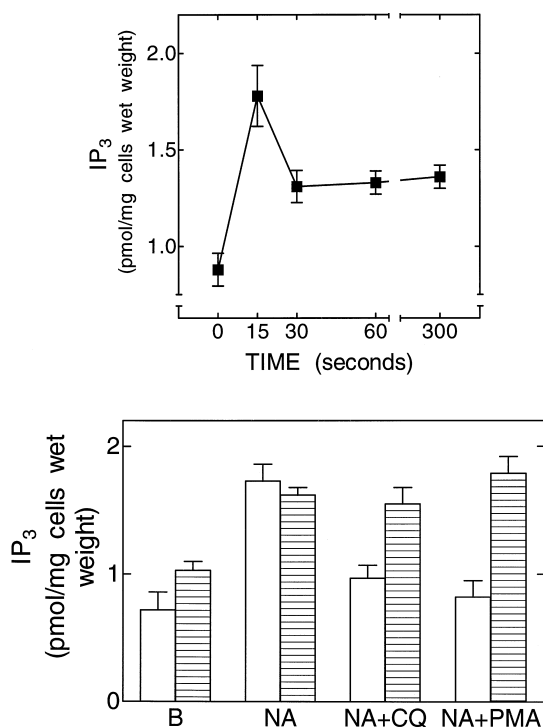 2.0
1.5
1.0
IP3
(pmol/mg cells wet weight)
0 15 30 60 300
TIME (seconds)
2
1
0
IP3
(pmol/mg cells wet
weight)
B NA NA+CQ NA+PMA